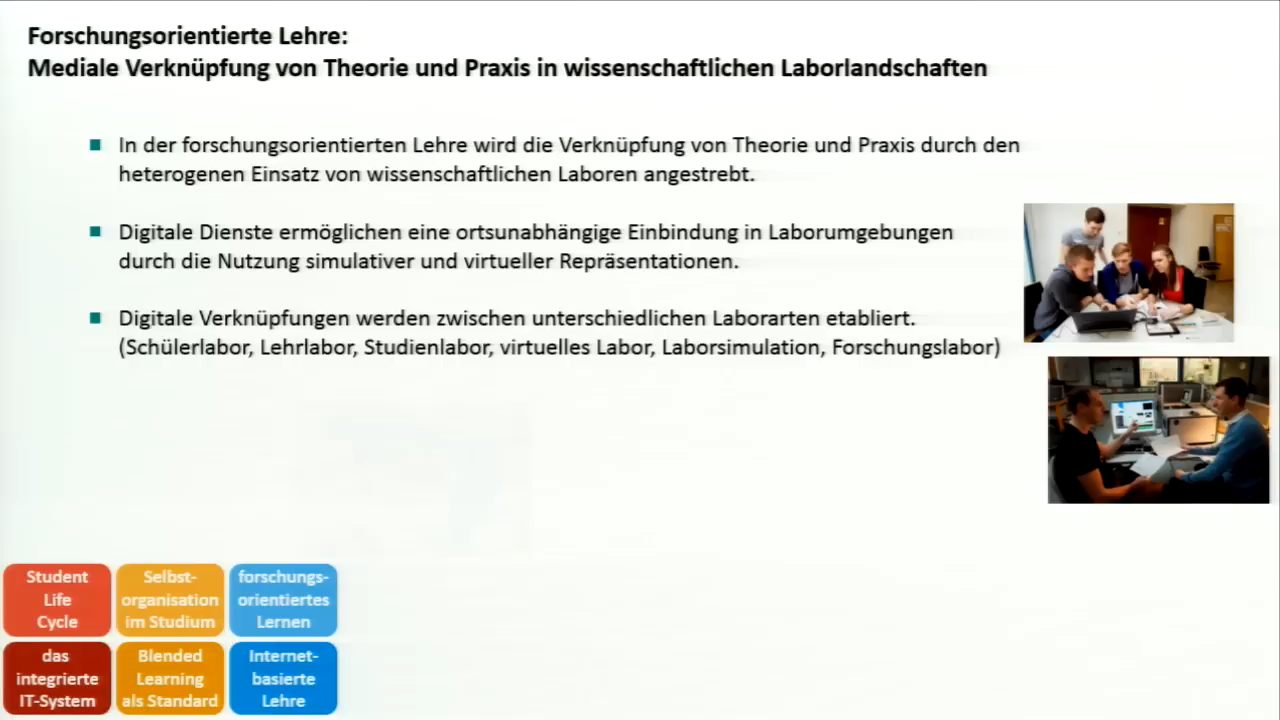 Forschungsorientierte Lehre:
Mediale Verknüpfung von Theorie und Praxis in wissenschaftlichen Laborlandschaften
In der forschungsorientierten Lehre wird die Verknüpfung von Theorie und Praxis durch den
heterogenen Einsatz von wissenschaftlichen Laboren angestrebt.
Digitale Dienste ermöglichen eine ortsunabhängige Einbindung in Laborumgebungen
durch die Nutzung simulativer und virtueller Repräsentationen.
Digitale Verknüpfungen werden zwischen unterschiedlichen Laborarten etabliert.
(Schülerlabor, Lehrlabor, Studienlabor, virtuelles Labor, Laborsimulation, Forschungslabor)
Student
Life
Cycle
Selbst-
organisation
im Studium
forschungs-
orientiertes
Lernen
das
integrierte
IT-System
Blended
Learning
als Standard
Internet-
basierte
Lehre